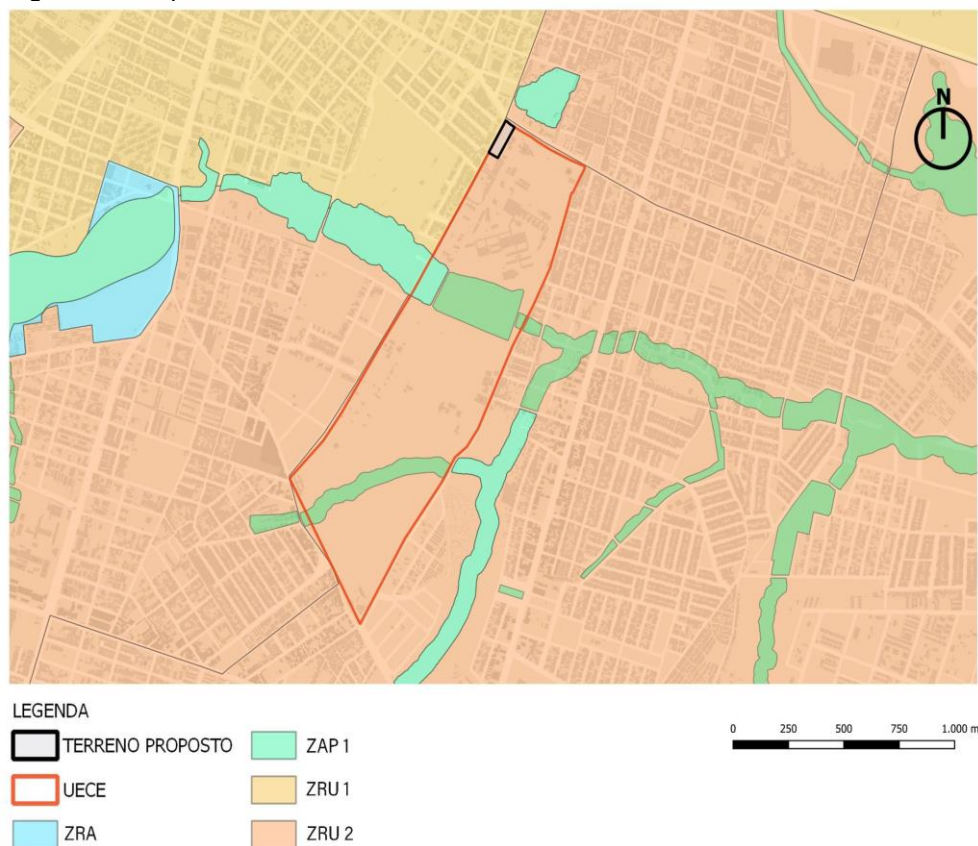 N
LEGENDA
TERRENO PROPOSTO
UECE
ZRA
ZAP 1
ZRU 1
ZRU 2
0 250 500 750 1.000 m